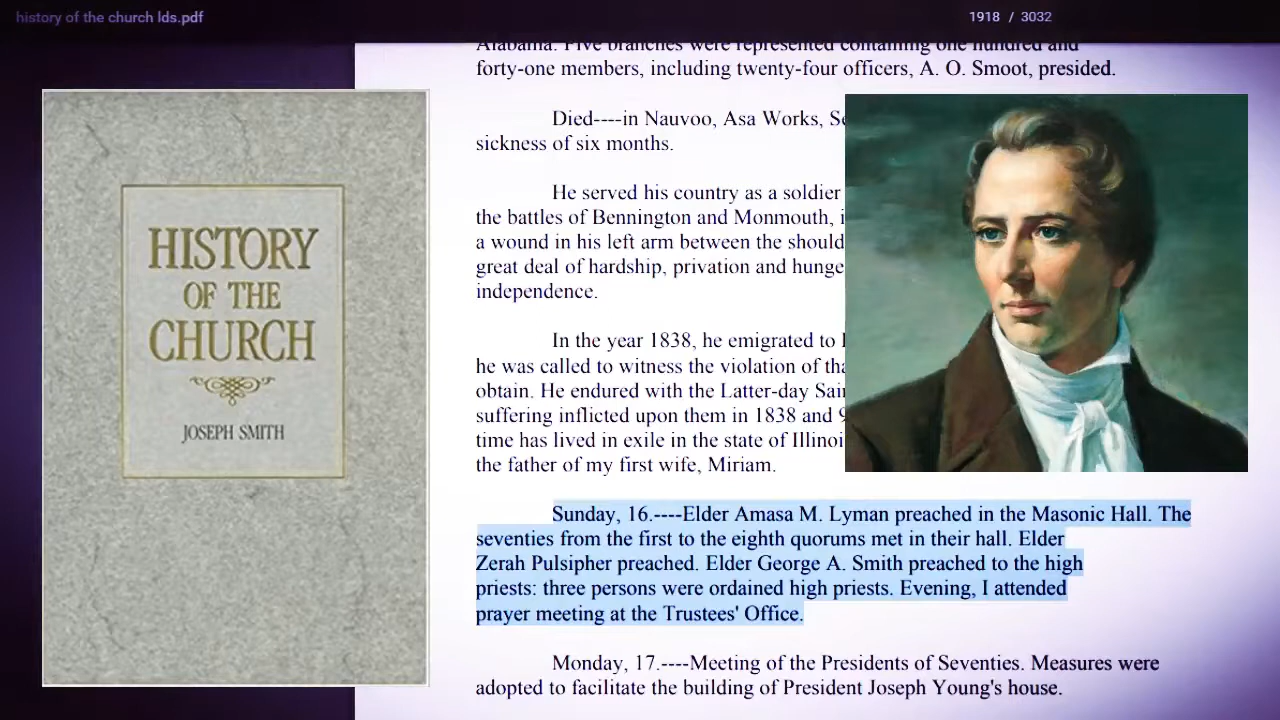 history of the church lds.pdf
1918 / 3032
HISTORY
OF THE
CHURCH
JOSEPH SMITH
Alabama. Five branches were represented containing one hundred and
forty-one members, including twenty-four officers, A. O. Smoot, presided.
Died----in Nauvoo, Asa Works,
sickness of six months.
He served his country as a soldier
the battles of Bennington and Monmouth,
a wound in his left arm between the
great deal of hardship, privation and
independence.
In the year 1838, he emigrated to
he was called to witness the violation of
obtain. He endured with the Latter-day
suffering inflicted upon them in 1838 and
time has lived in exile in the state of
the father of my first wife, Miriam.
Sunday, 16.----Elder Amasa M. Lyman preached in the Masonic Hall. The
seventies from the first to the eighth quorums met in their hall. Elder
Zerah Pulsipher preached. Elder George A. Smith preached to the high
priests: three persons were ordained high priests. Evening, I attended
prayer meeting at the Trustees' Office.
Monday, 17.----Meeting of the Presidents of Seventies. Measures were
adopted to facilitate the building of President Joseph Young's house.